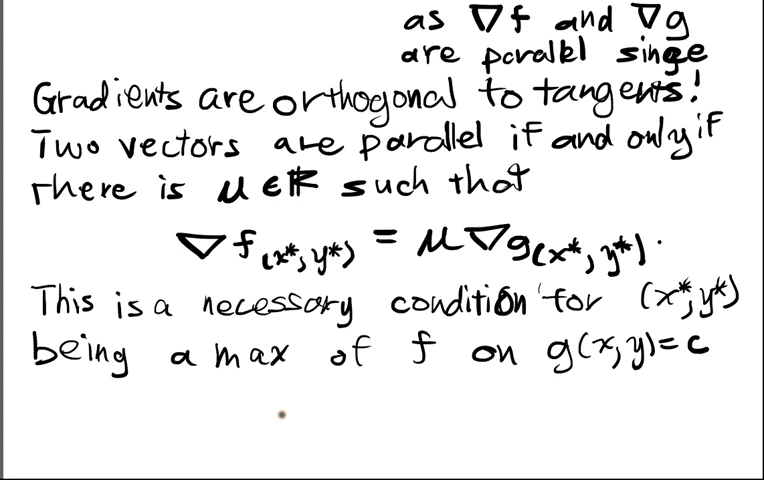 as ∇f and ∇g
are parallel singe
Gradients are orthogonal to tangents!
Two vectors are parallel if and only if
there is μ ∈ ℝ such that
∇f(x*, y*) = μ∇g(x*, y*).
This is a necessary condition for (x*, y*)
being a max of f on g(x, y) = c